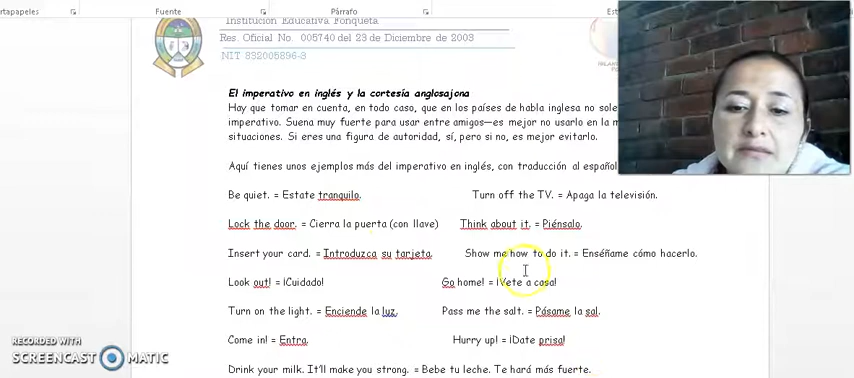 Fuente
Párrafo
Institución Educativa Fonqueta
Res. Oficial No. 005740 del 23 de Diciembre de 2003
NIT 832005896-3
El imperativo en inglés y la cortesía anglosajona
Hay que tomar en cuenta, en todo caso, que en los países de habla inglesa no
imperativo. Suena muy fuerte para usar entre amigos—es mejor no usarlo en la
situaciones. Si eres una figura de autoridad, sí, pero si no, es mejor evitarlo.
Aquí tienes unos ejemplos más del imperativo en inglés, con traducción al español
Be quiet. = Estate tranquilo. Turn off the TV. = Apaga la televisión.
Lock the door. = Cierra la puerta (con llave) Think about it. = Piénsalo.
Insert your card. = Introduzca su tarjeta. Show me how to do it. = Enséñame cómo hacerlo.
Look out! = ¡Cuidado! Go home! = ¡Vete a casa!
Turn on the light. = Enciende la luz. Pass me the salt. = Pásame la sal.
Come in! = Entra. Hurry up! = ¡Date prisa!
Drink your milk. It'll make you strong. = Bebe tu leche. Te hará más fuerte.
RECORDED WITH
SCREENCAST MATIC